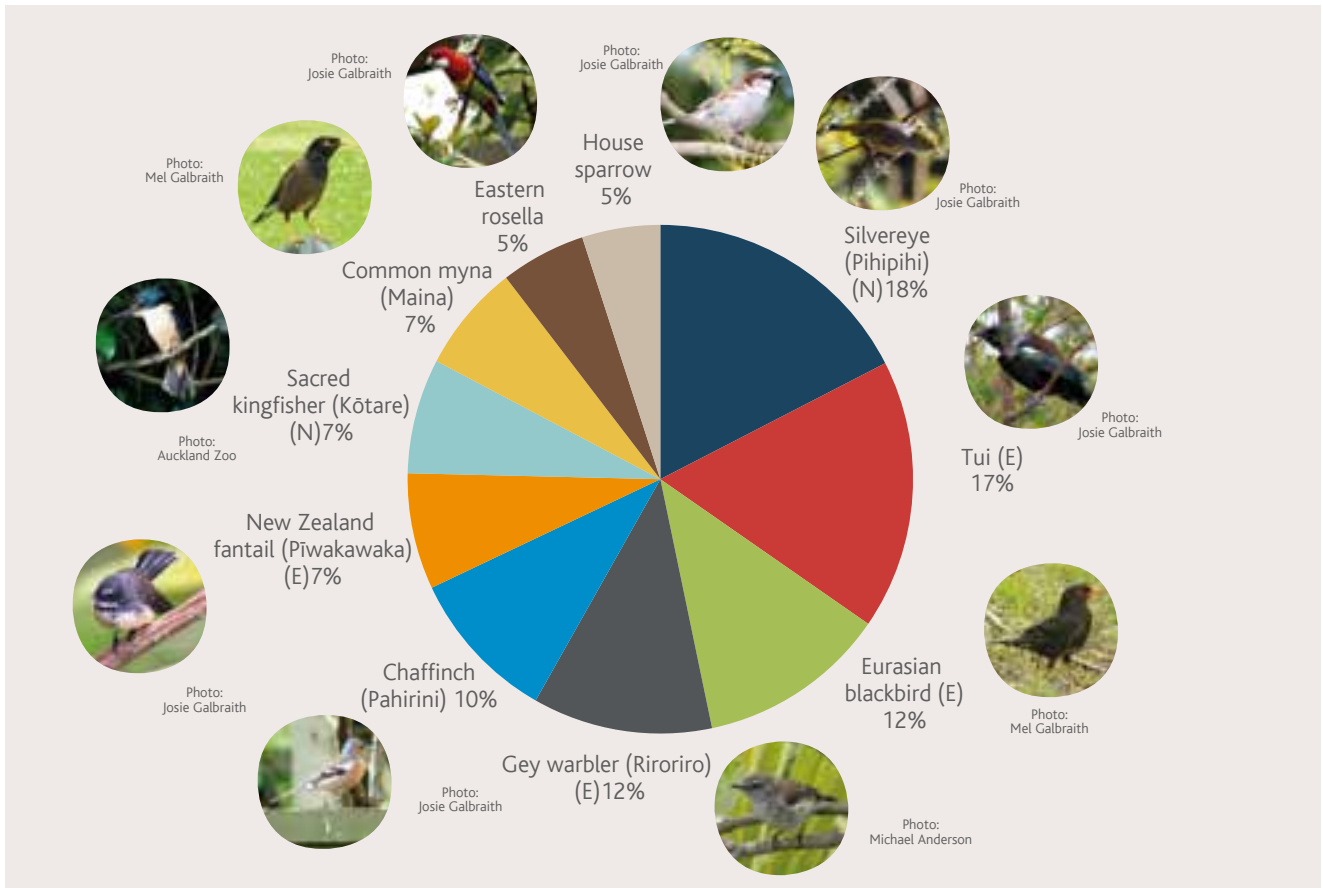 Photo:
Josie Galbraith
House
sparrow
5%
Photo:
Josie Galbraith
Silvereye
(Pihipihi)
(N)18%
Photo:
Josie Galbraith
Tui (E)
17%
Photo:
Mel Galbraith
Eurasian
blackbird (E)
12%
Photo:
Michael Anderson
Gey warbler (Riroriro)
(E)12%
Photo:
Josie Galbraith
Chaffinch
(Pahirini) 10%
Photo:
Josie Galbraith
New Zealand
fantail (Pīwakawaka)
(E)7%
Photo:
Auckland Zoo
Sacred
kingfisher (Kōtare)
(N)7%
Photo:
Mel Galbraith
Common myna
(Maina)
7%
Photo:
Josie Galbraith
Eastern
rosella
5%